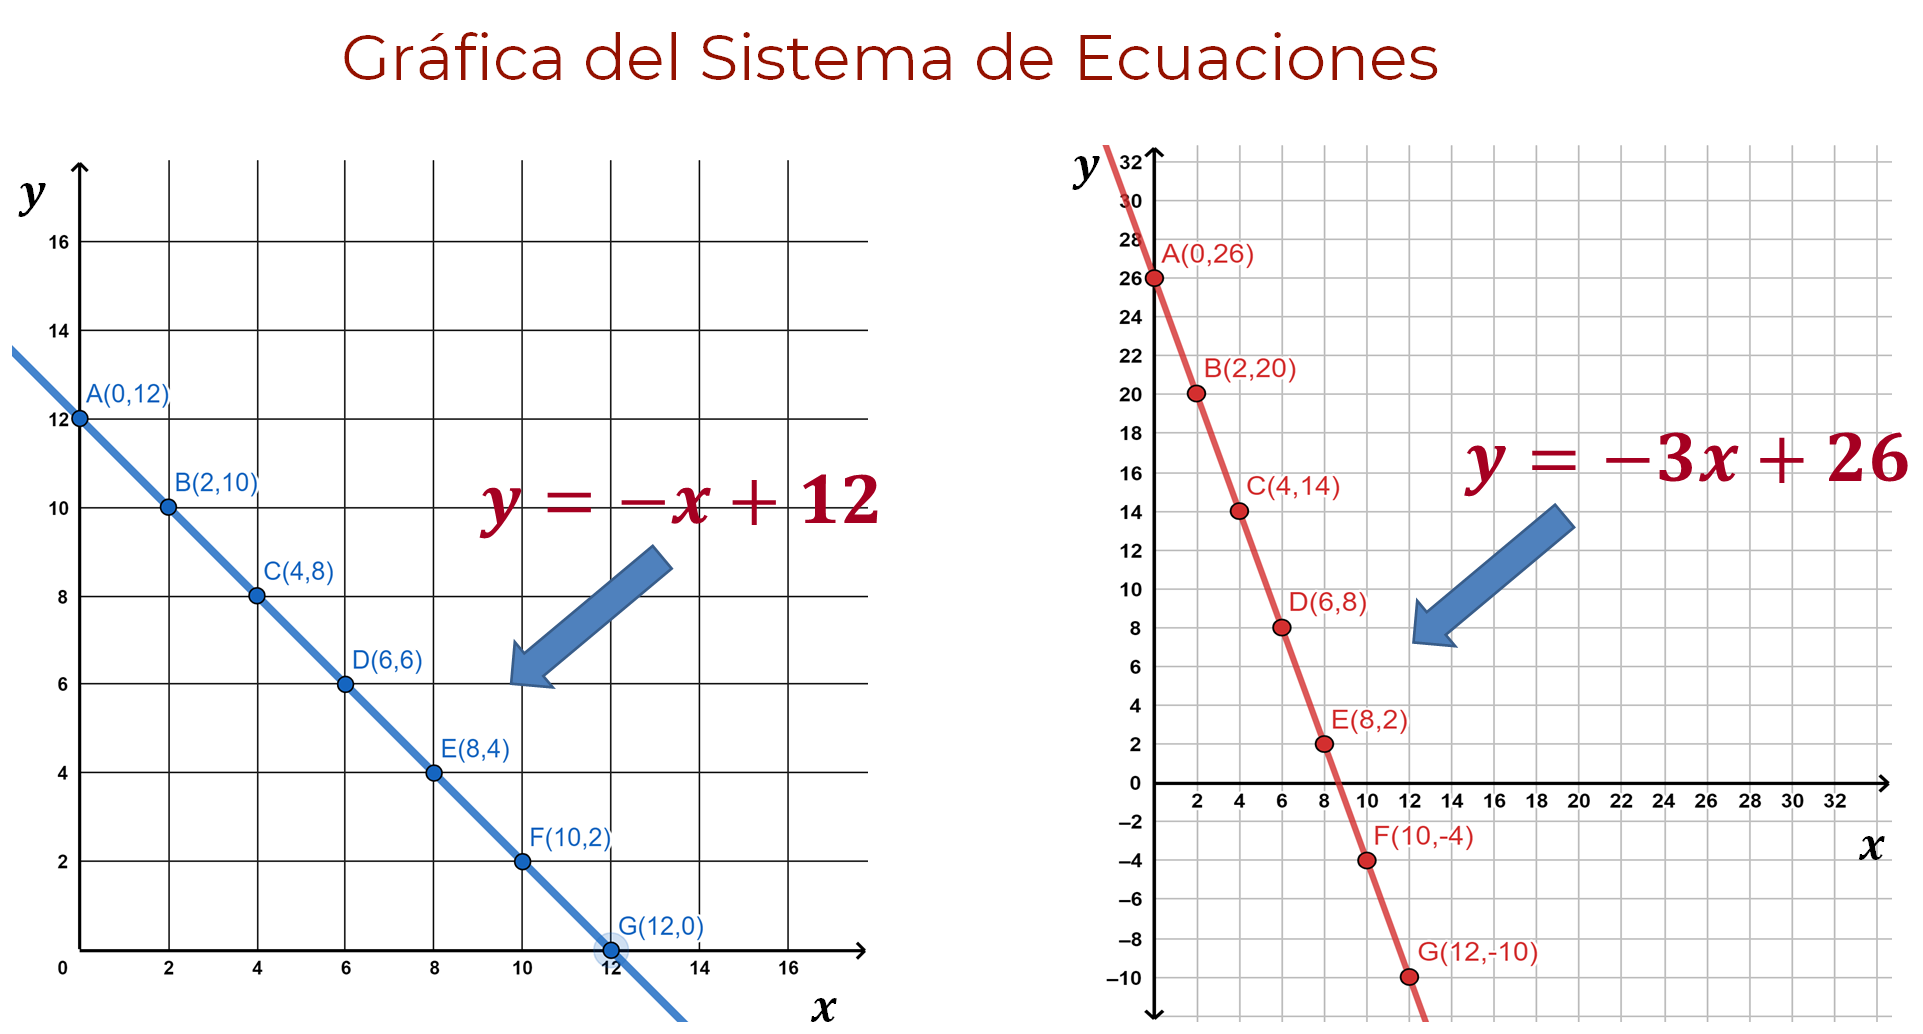 Gráfica del Sistema de Ecuaciones
y
16
14
A(0,12)
12
B(2,10)
10
y = −x + 12
C(4,8)
8
D(6,6)
6
E(8,4)
4
F(10,2)
2
G(12,0)
0 2 4 6 8 10 12 14 16
x
y
32
30
28
A(0,26)
26
24
22
B(2,20)
20
18
y = −3x + 26
16
C(4,14)
14
12
10
D(6,8)
8
6
4
E(8,2)
2
0
2 4 6 8 10 12 14 16 18 20 22 24 26 28 30 32
–2
F(10,-4)
x
–4
–6
–8
G(12,-10)
–10